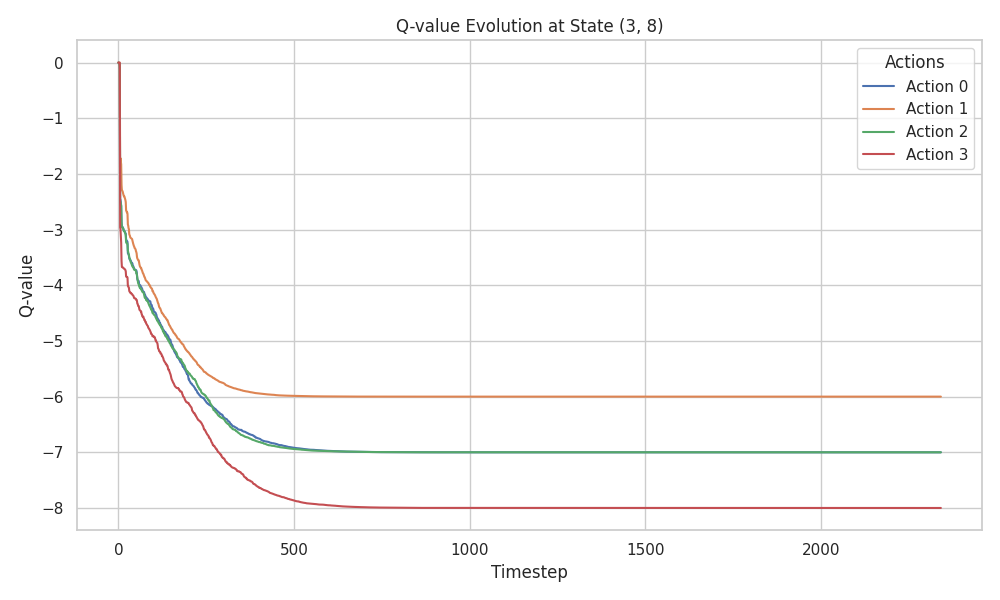 Q-value Evolution at State (3, 8)
Actions
Action 0
Action 1
Action 2
Action 3
Q-value
0
−1
−2
−3
−4
−5
−6
−7
−8
0
500
1000
1500
2000
Timestep